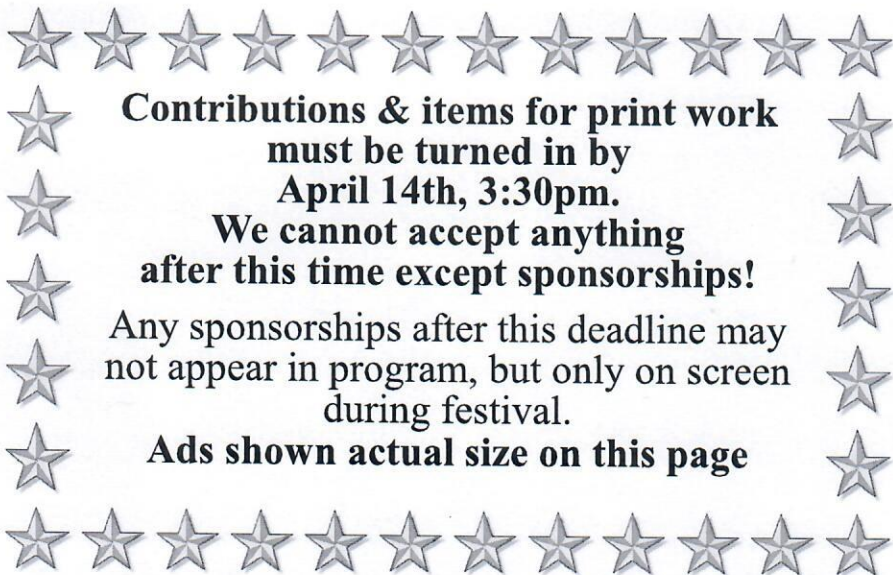 Contributions & items for print work
must be turned in by
April 14th, 3:30pm.
We cannot accept anything
after this time except sponsorships!
Any sponsorships after this deadline may
not appear in program, but only on screen
during festival.
Ads shown actual size on this page